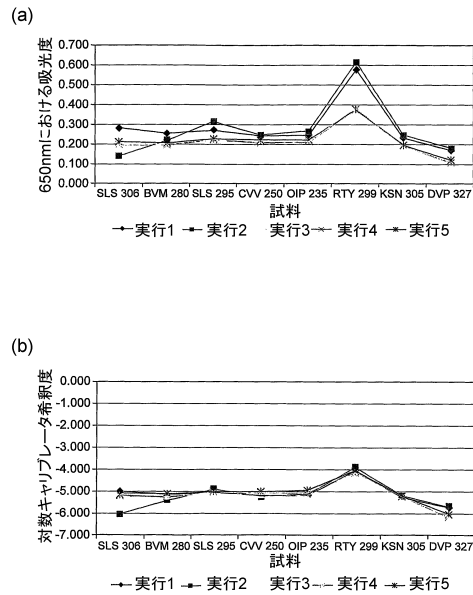 (a)
650nmにおける吸光度
0.700
0.600
0.500
0.400
0.300
0.200
0.100
0.000
SLS 306 BVM 280 SLS 295 CVV 250 OIP 235 RTY 299 KSN 305 DVP 327
試料
実行1 実行2 実行3 実行4 実行5
(b)
対数キャリブレータ希釈度
0.000
-1.000
-2.000
-3.000
-4.000
-5.000
-6.000
-7.000
SLS 306 BVM 280 SLS 295 CVV 250 OIP 235 RTY 299 KSN 305 DVP 327
試料
実行1 実行2 実行3 実行4 実行5